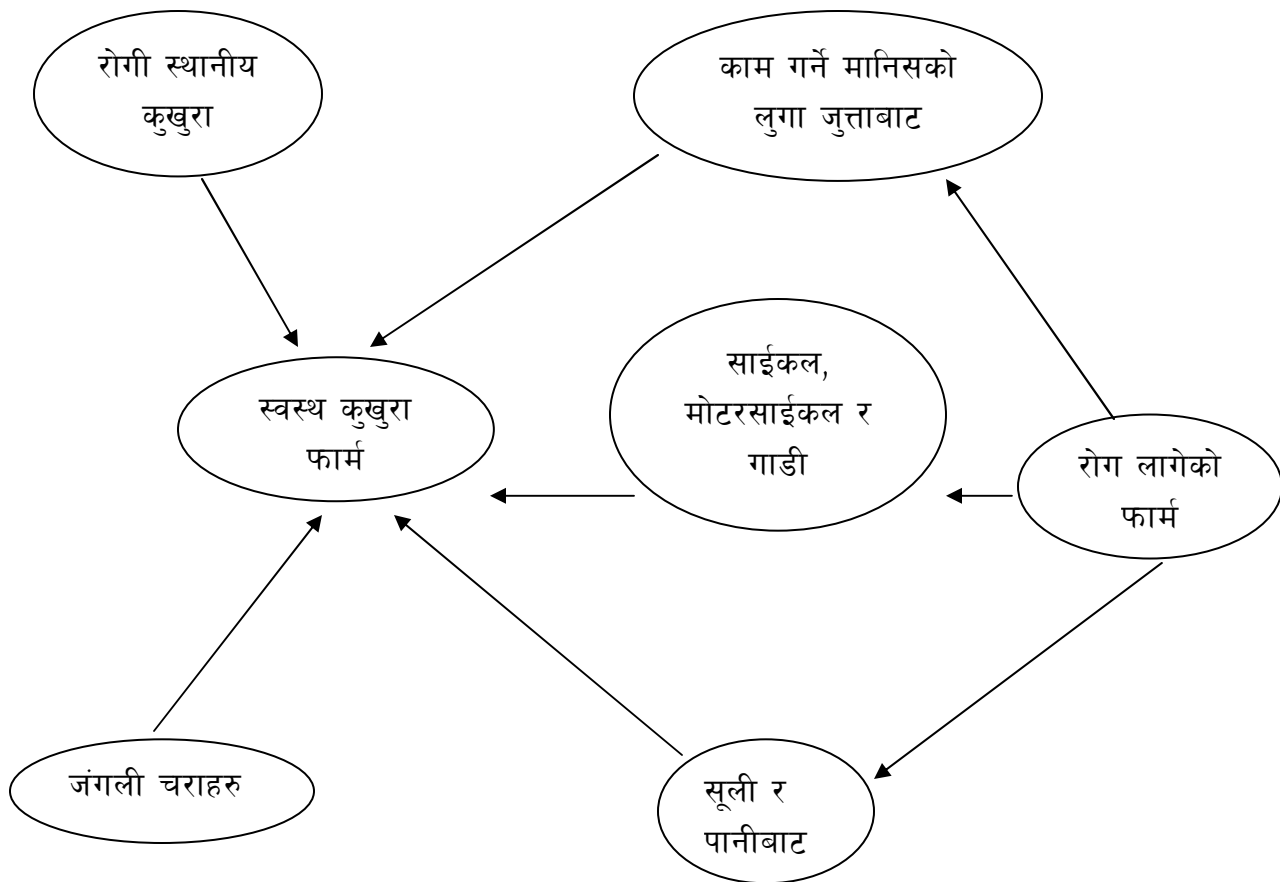 रोगी स्थानीय
कुखुरा
काम गर्ने मानिसको
लुगा जुत्ताबाट
साईकल,
मोटरसाईकल र
गाडी
स्वस्थ कुखुरा
फार्म
रोग लागेको
फार्म
जंगली चराहरु
सूली र
पानीबाट